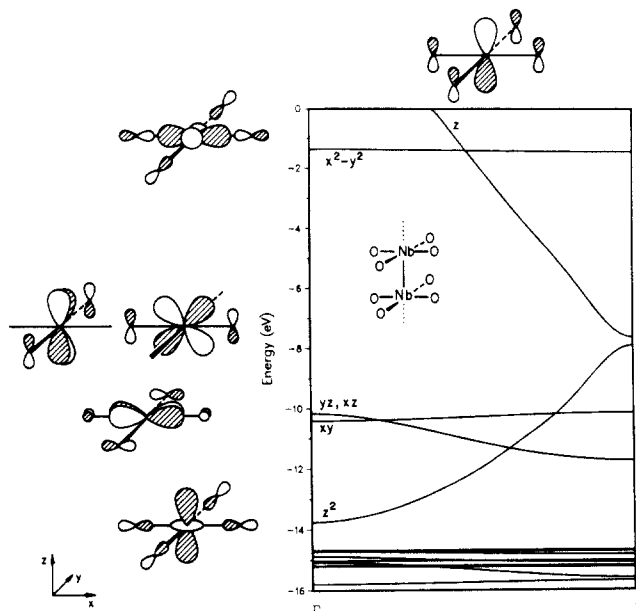 0
z
x²-y²
-2
-4
O Nb O
O O
O Nb O
O O
-6
Energy (eV)
-8
yz, xz
-10
xy
-12
z²
-14
-16
z
y
x
Γ